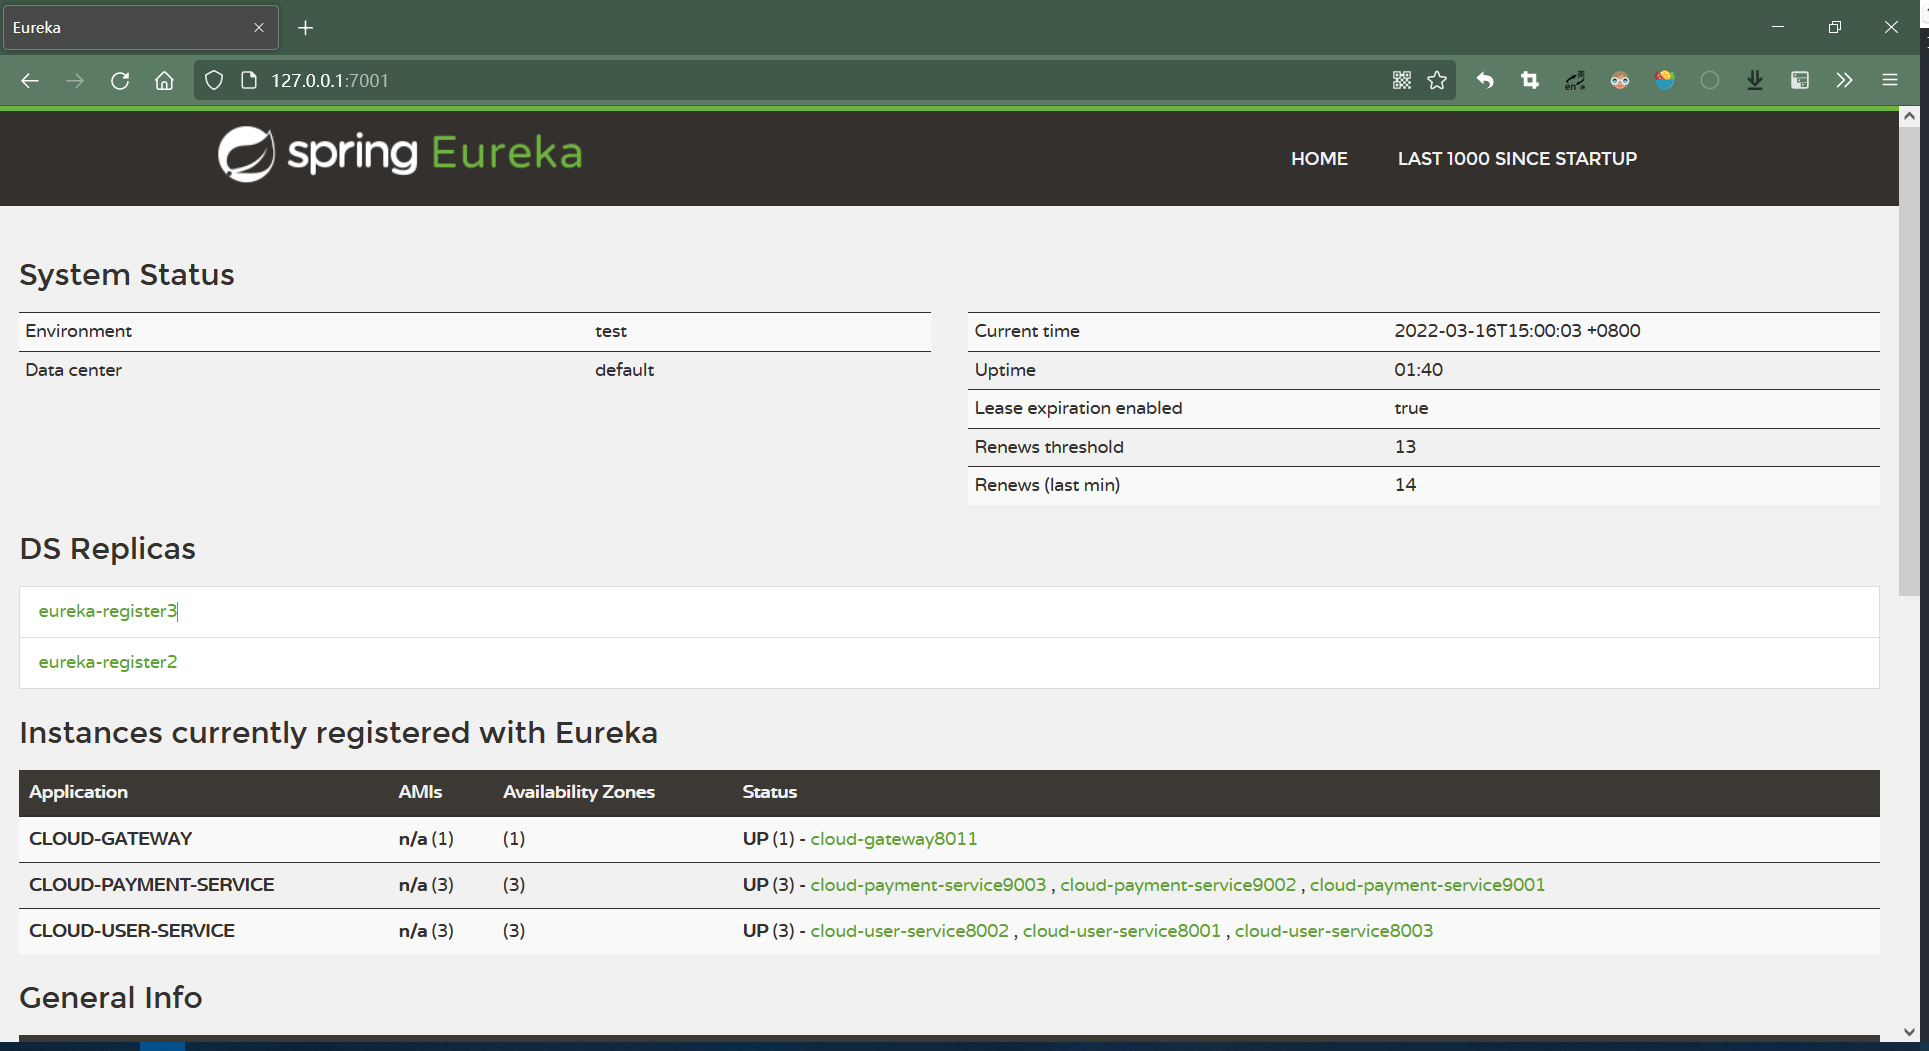 Eureka
127.0.0.1:7001
英
en
spring Eureka
HOME LAST 1000 SINCE STARTUP
System Status
Environment test
Data center default
Current time 2022-03-16T15:00:03 +0800
Uptime 01:40
Lease expiration enabled true
Renews threshold 13
Renews (last min) 14
DS Replicas
eureka-register3
eureka-register2
Instances currently registered with Eureka
Application AMIs Availability Zones Status
CLOUD-GATEWAY n/a (1) (1) UP (1) - cloud-gateway8011
CLOUD-PAYMENT-SERVICE n/a (3) (3) UP (3) - cloud-payment-service9003 , cloud-payment-service9002 , cloud-payment-service9001
CLOUD-USER-SERVICE n/a (3) (3) UP (3) - cloud-user-service8002 , cloud-user-service8001 , cloud-user-service8003
General Info